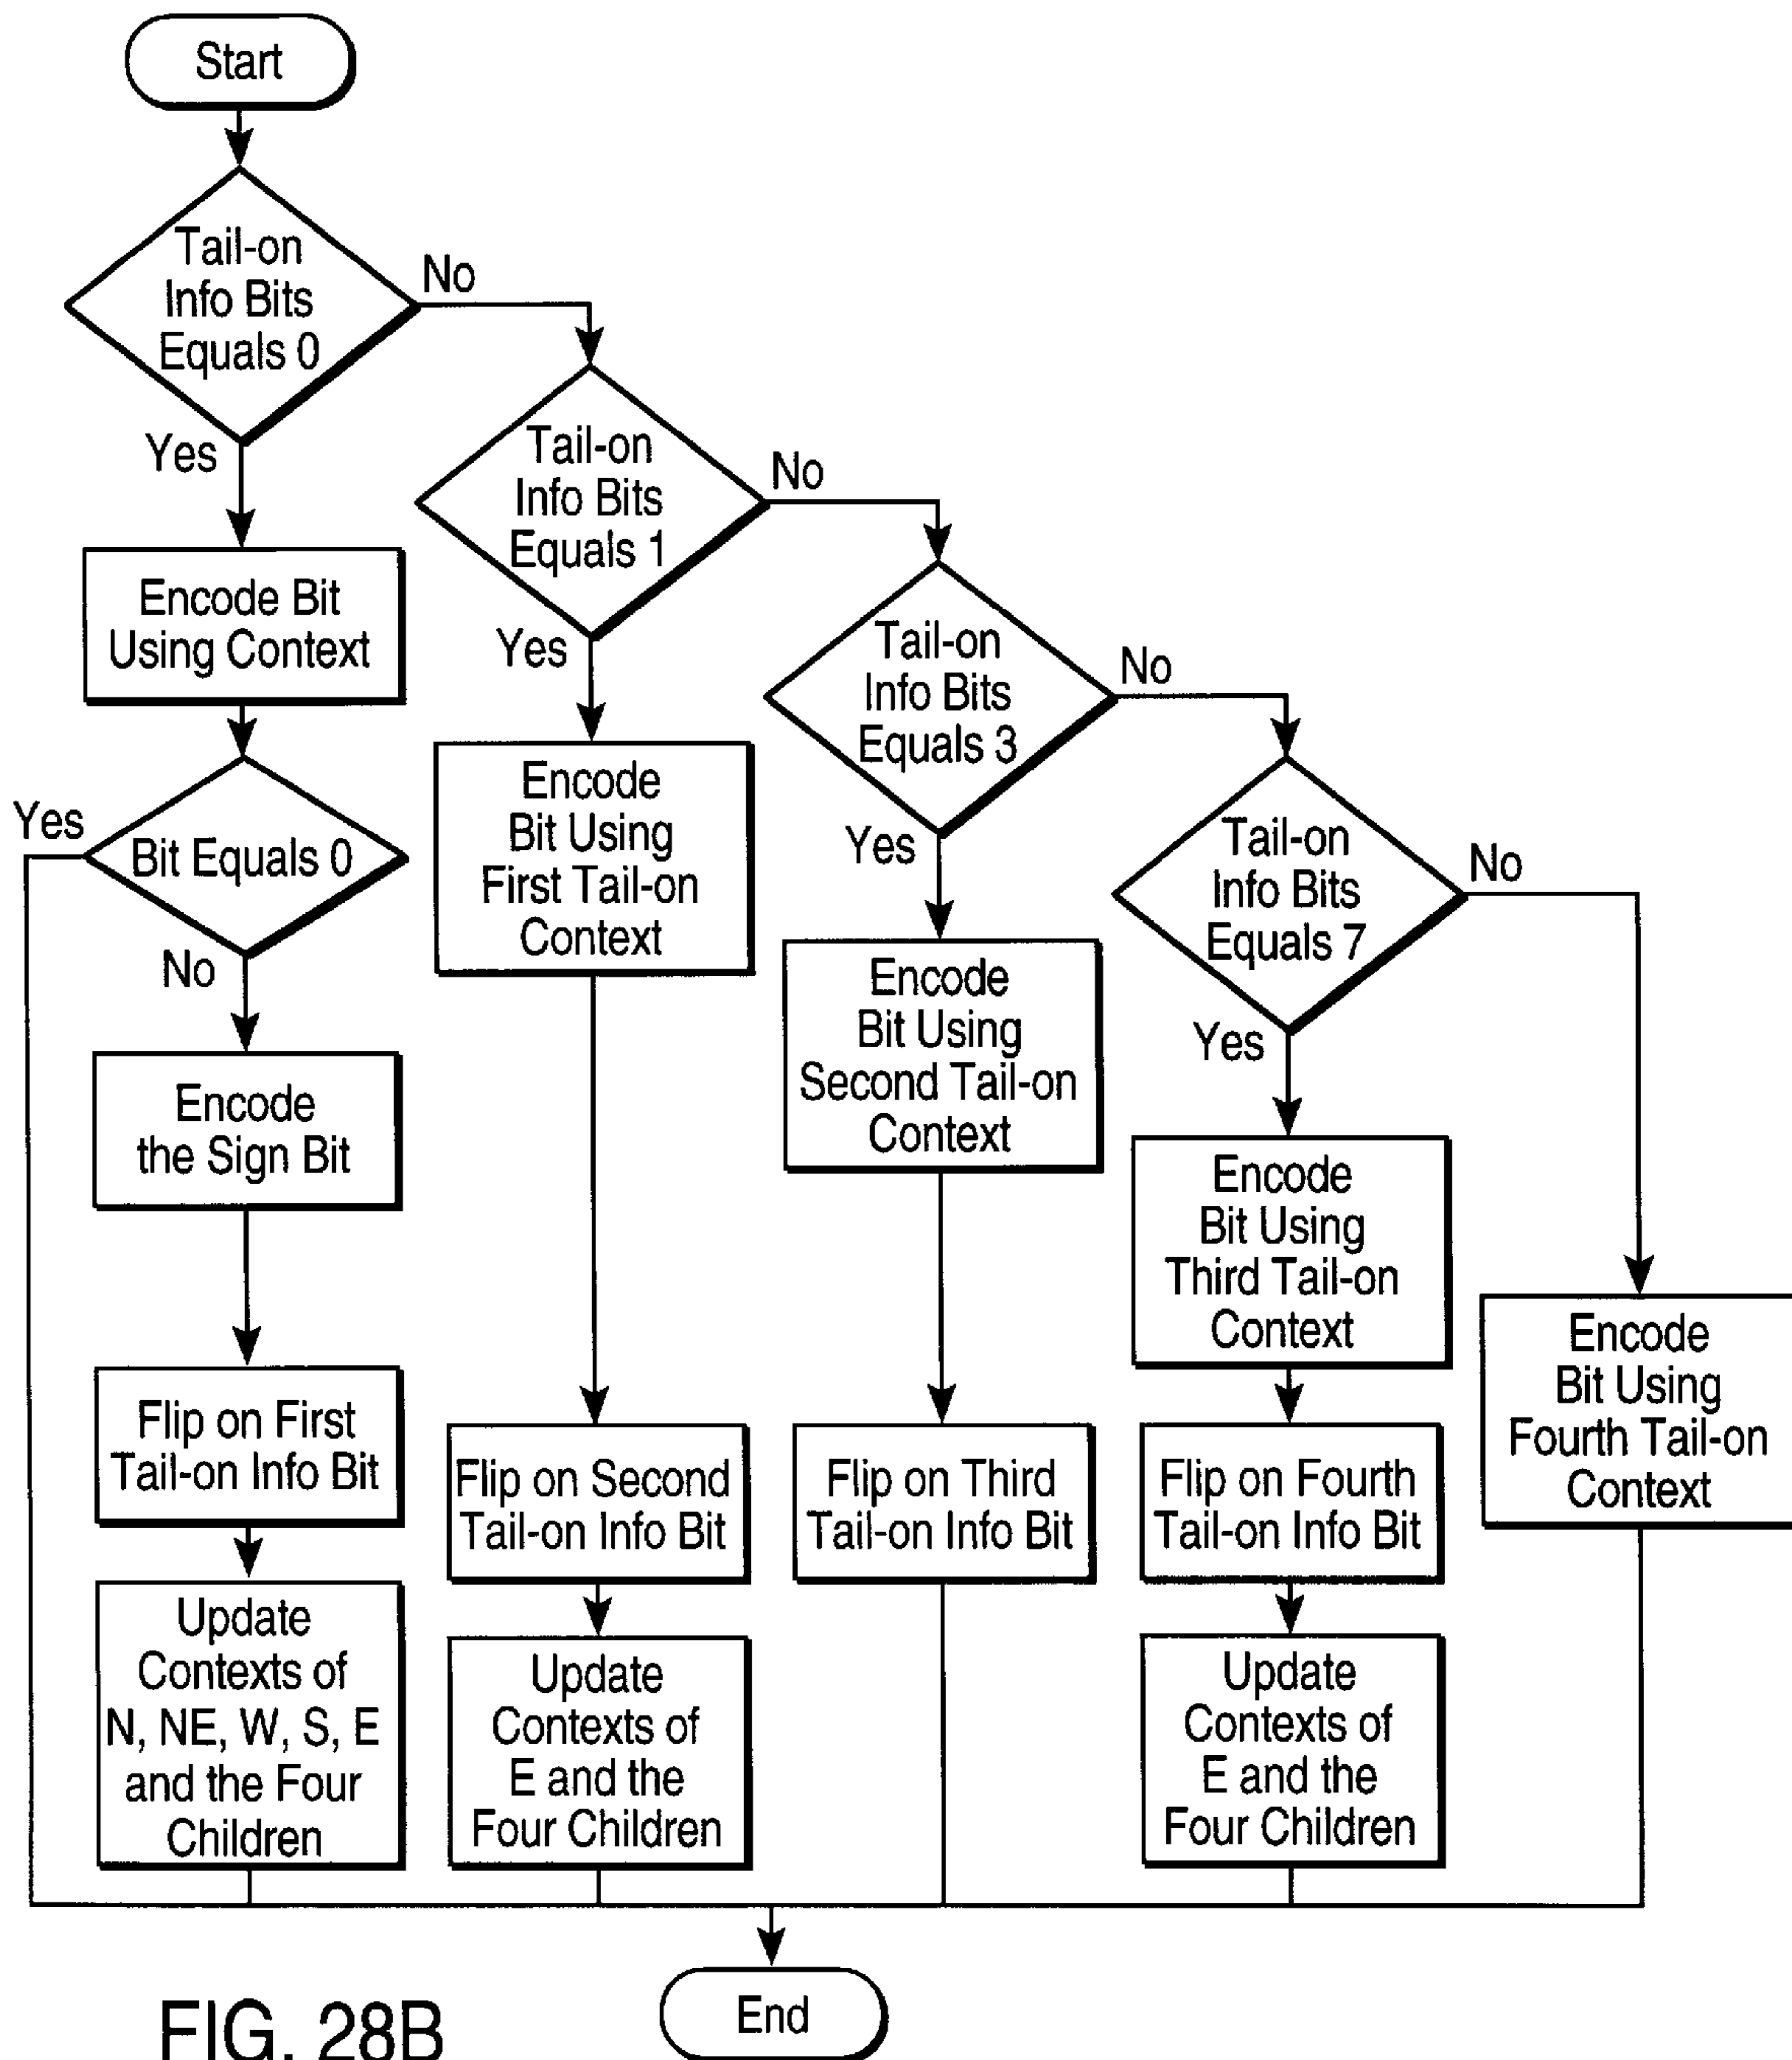 Start
Tail-on
Info Bits
Equals 0
No
Yes
Encode Bit
Using Context
Bit Equals 0
Yes
No
Encode
the Sign Bit
Flip on First
Tail-on Info Bit
Update
Contexts of
N, NE, W, S, E
and the Four
Children
Tail-on
Info Bits
Equals 1
No
Yes
Encode
Bit Using
First Tail-on
Context
Flip on Second
Tail-on Info Bit
Update
Contexts of
E and the
Four Children
Tail-on
Info Bits
Equals 3
No
Yes
Encode
Bit Using
Second Tail-on
Context
Flip on Third
Tail-on Info Bit
Tail-on
Info Bits
Equals 7
No
Yes
Encode
Bit Using
Third Tail-on
Context
Flip on Fourth
Tail-on Info Bit
Update
Contexts of
E and the
Four Children
Encode
Bit Using
Fourth Tail-on
Context
End
FIG. 28B